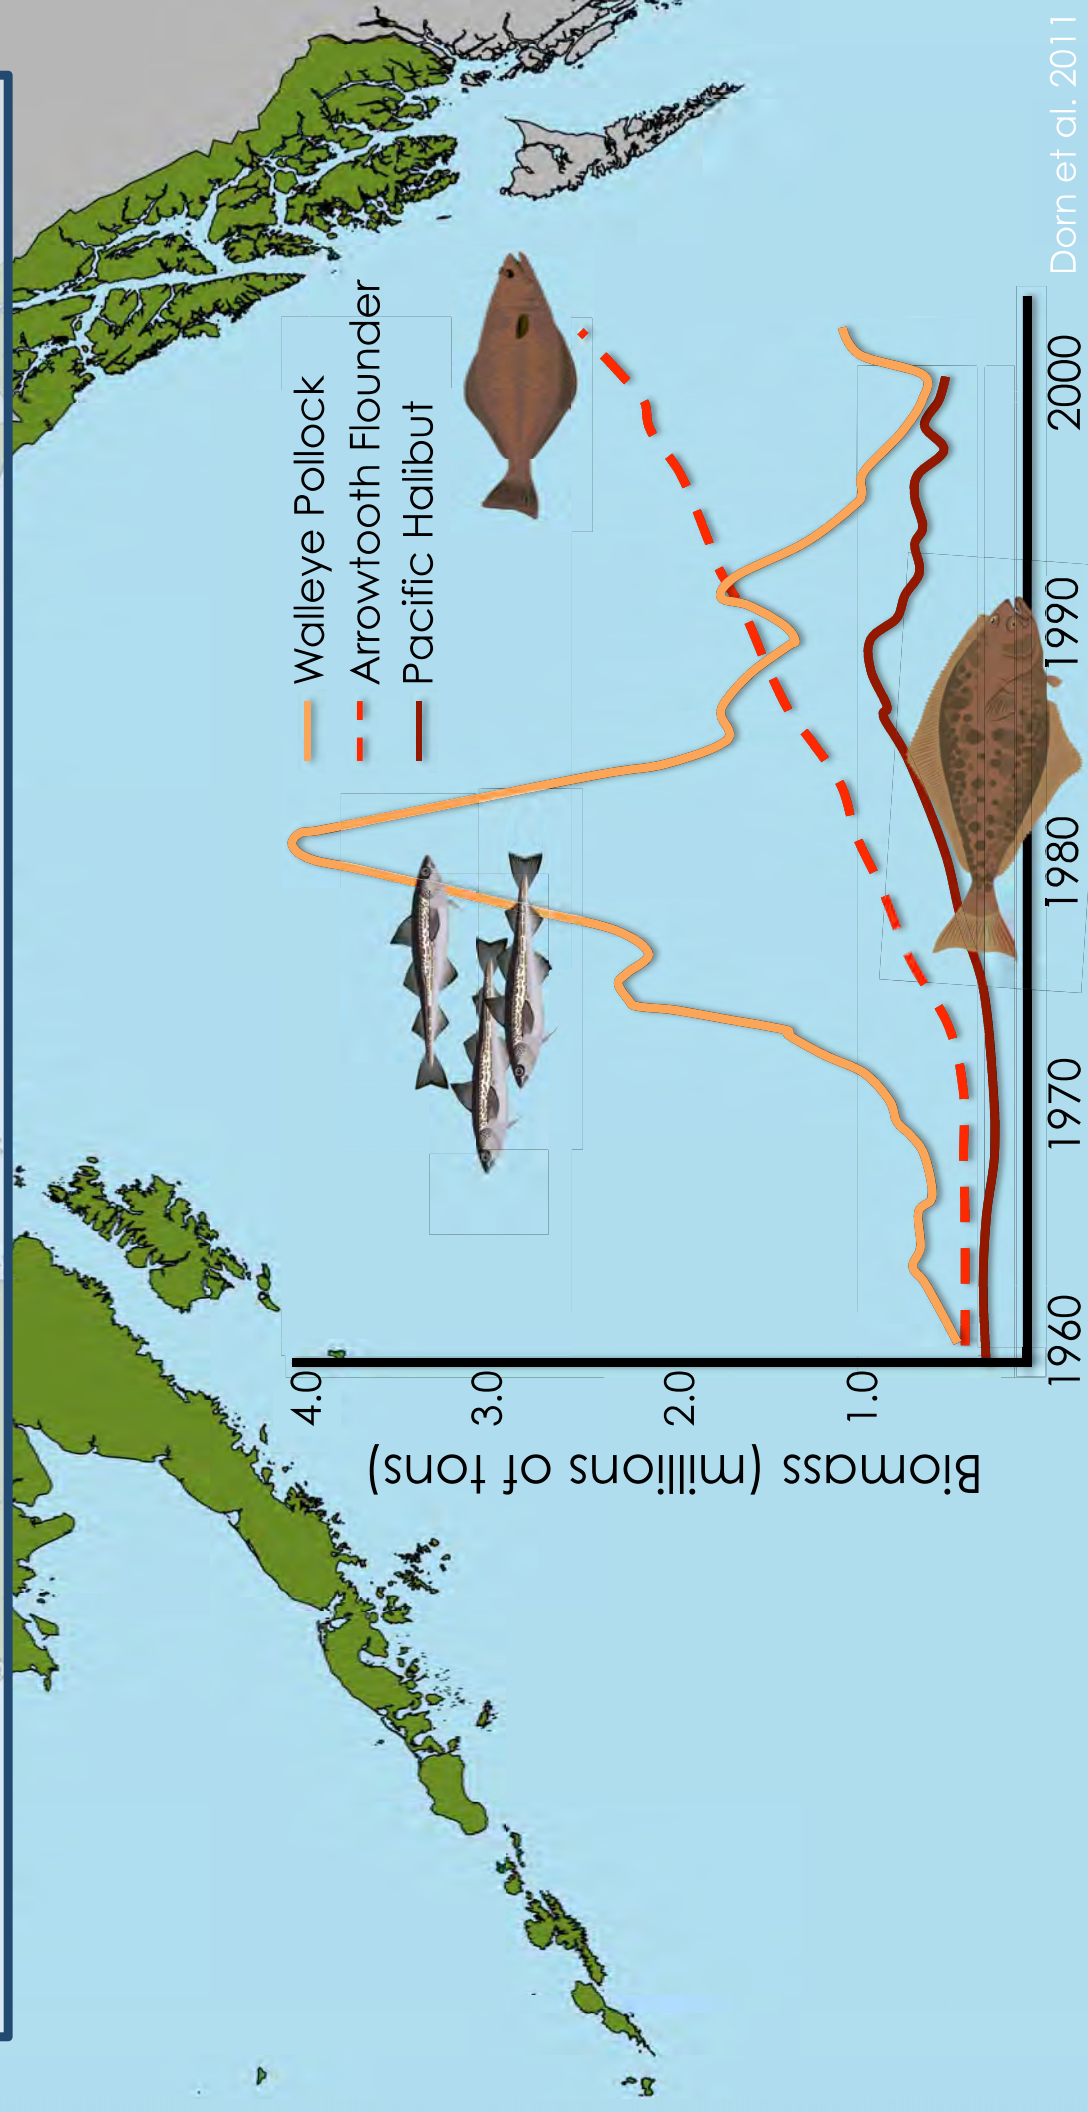 Walleye Pollock
Arrowtooth Flounder
Pacific Halibut
4.0
3.0
2.0
1.0
Biomass (millions of tons)
1960 1970 1980 1990 2000
Dorn et al. 2011